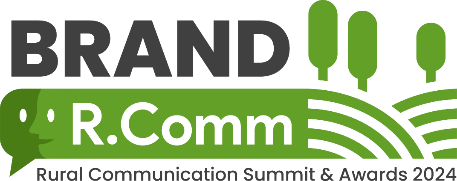 BRAND
R.Comm
Rural Communication Summit & Awards 2024